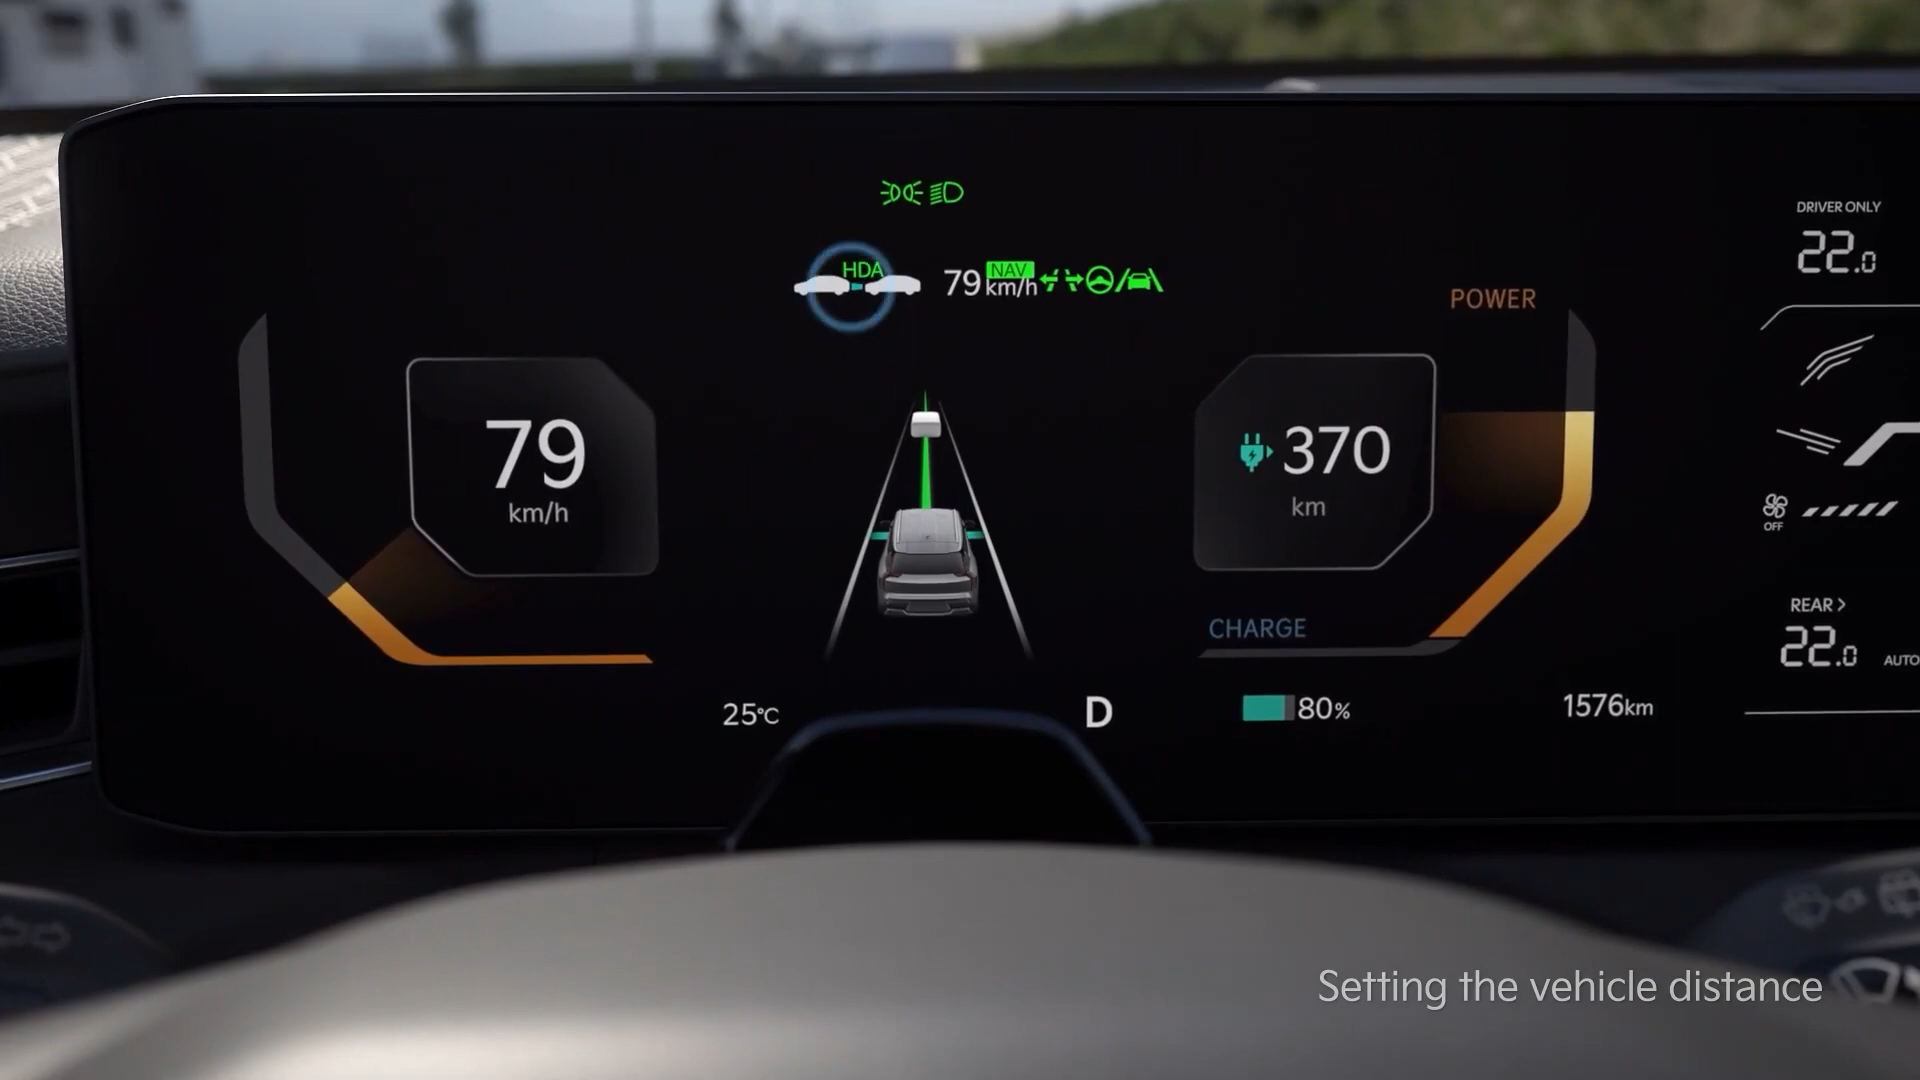 DRIVER ONLY
22.0
HDA
79 km/h NAV
POWER
79
km/h
370
km
OFF
REAR >
22.0 AUTO
CHARGE
25°C
D
80%
1576km
Setting the vehicle distance